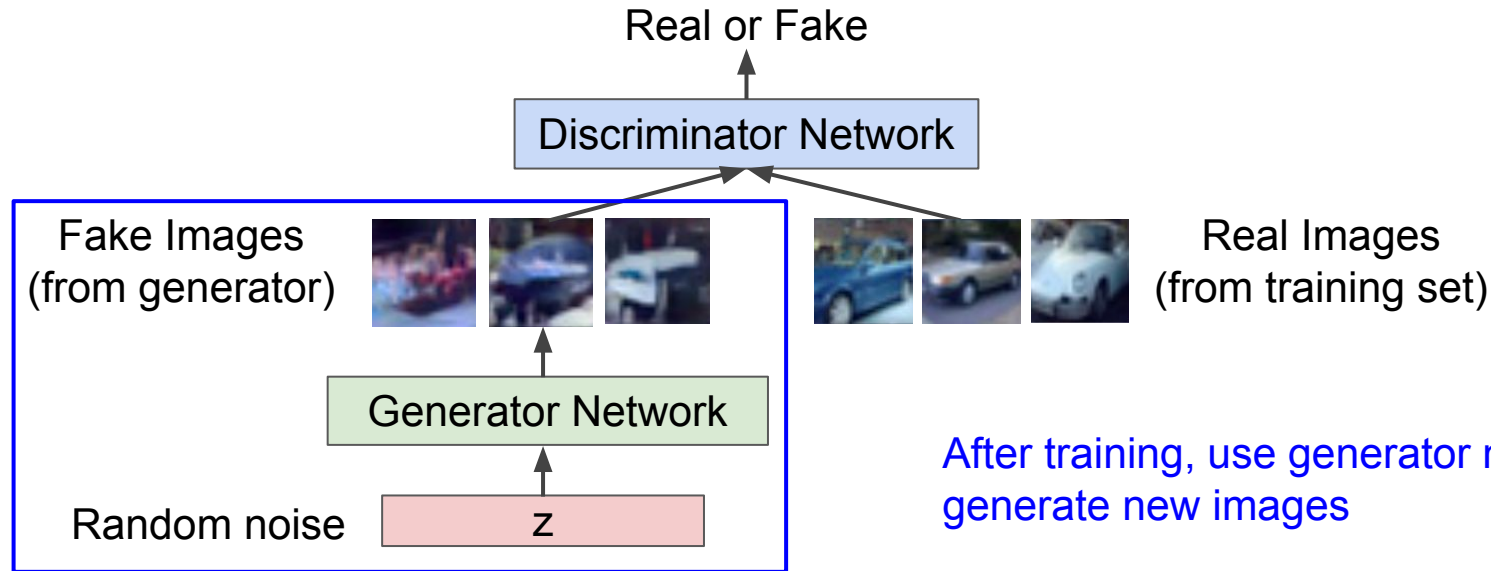 Real or Fake
Discriminator Network
Fake Images
(from generator)
Real Images
(from training set)
Generator Network
After training, use generator
generate new images
Random noise
z